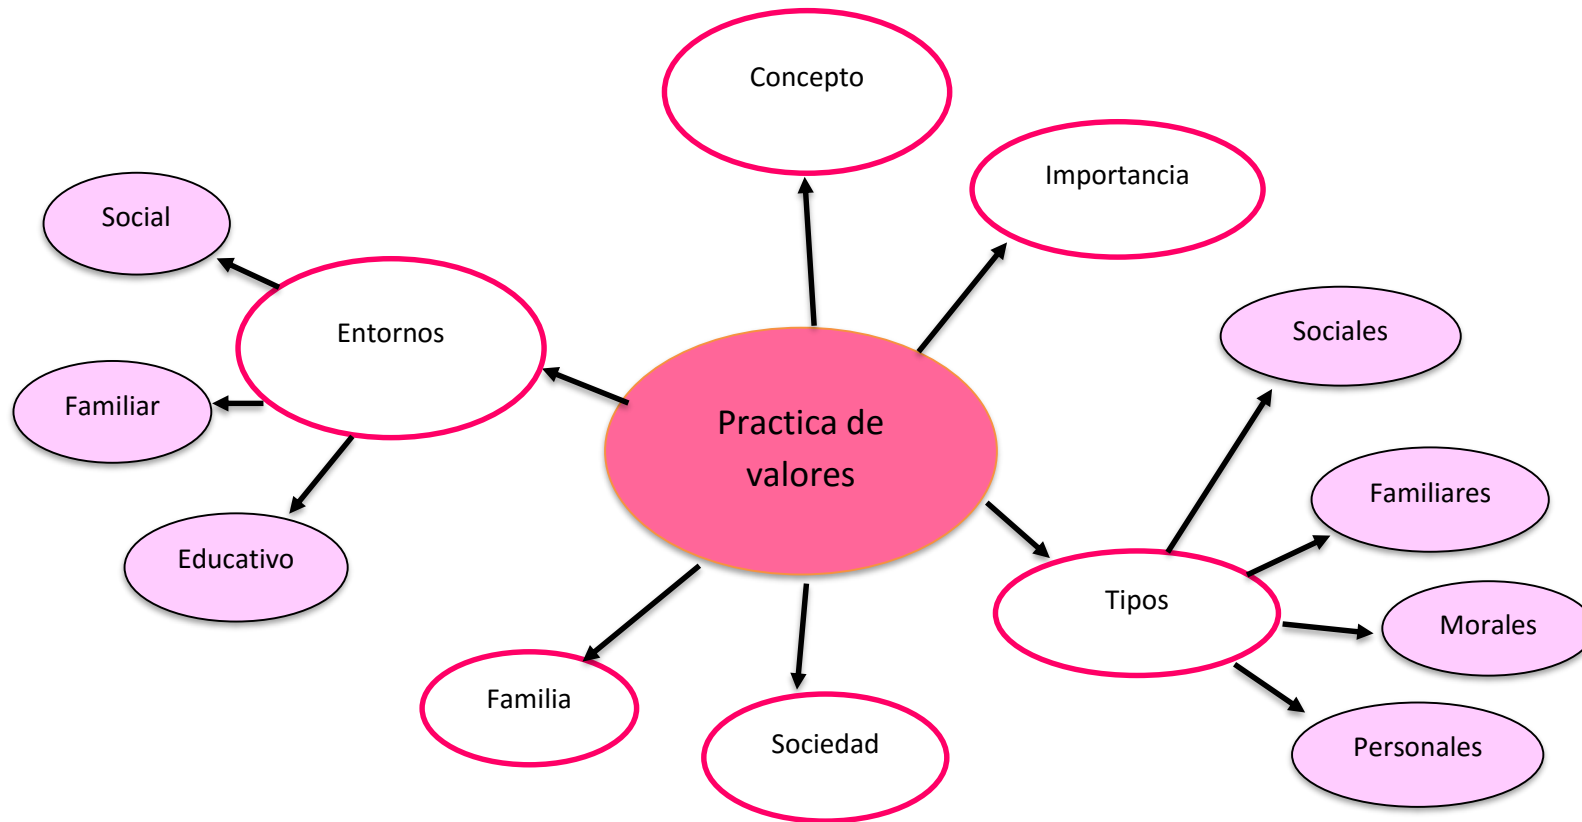 Concepto
Importancia
Social
Entornos
Sociales
Familiar
Practica de
valores
Familiares
Educativo
Tipos
Morales
Familia
Sociedad
Personales